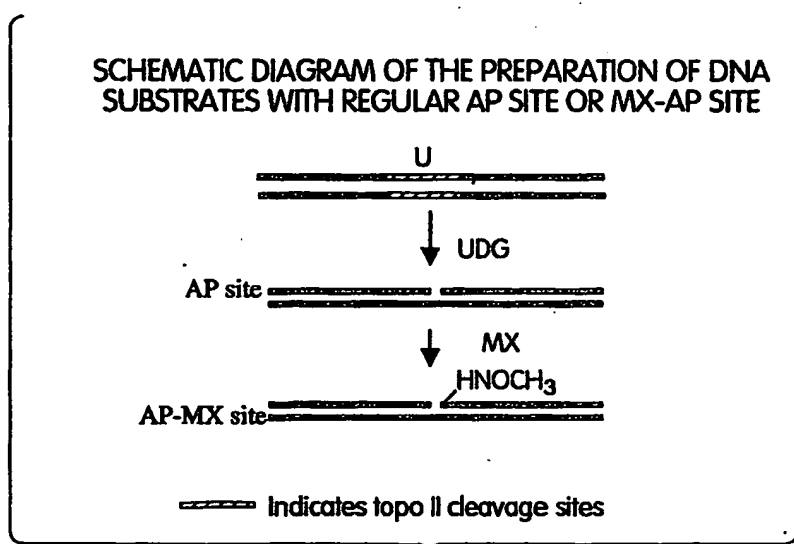 SCHEMATIC DIAGRAM OF THE PREPARATION OF DNA
SUBSTRATES WITH REGULAR AP SITE OR MX-AP SITE
U
UDG
AP site
MX
HNOCH3
AP-MX site
Indicates topo II cleavage sites